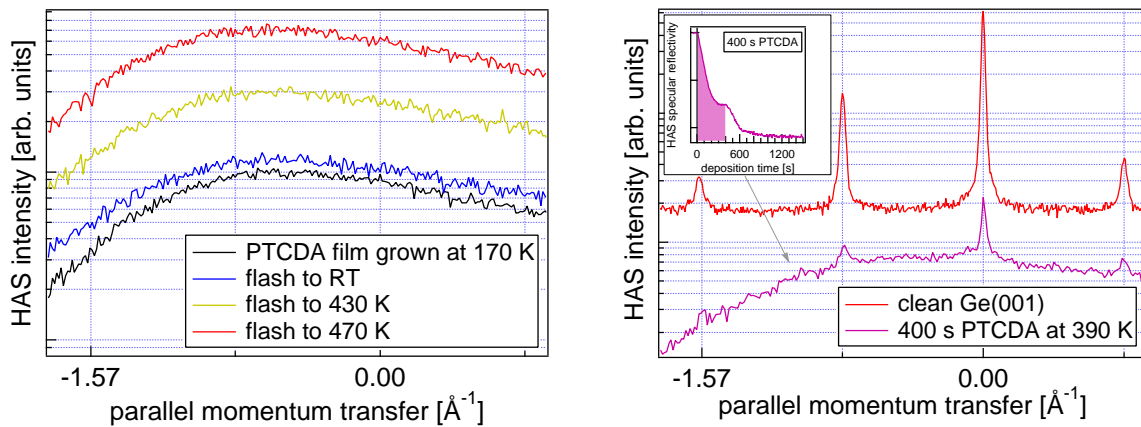 HAS intensity [arb. units]
PTCDA film grown at 170 K
flash to RT
flash to 430 K
flash to 470 K
-1.57
0.00
parallel momentum transfer [Å⁻¹]
HAS intensity [arb. units]
HAS specular reflectivity
400 s PTCDA
0
600
1200
deposition time [s]
clean Ge(001)
400 s PTCDA at 390 K
-1.57
0.00
parallel momentum transfer [Å⁻¹]